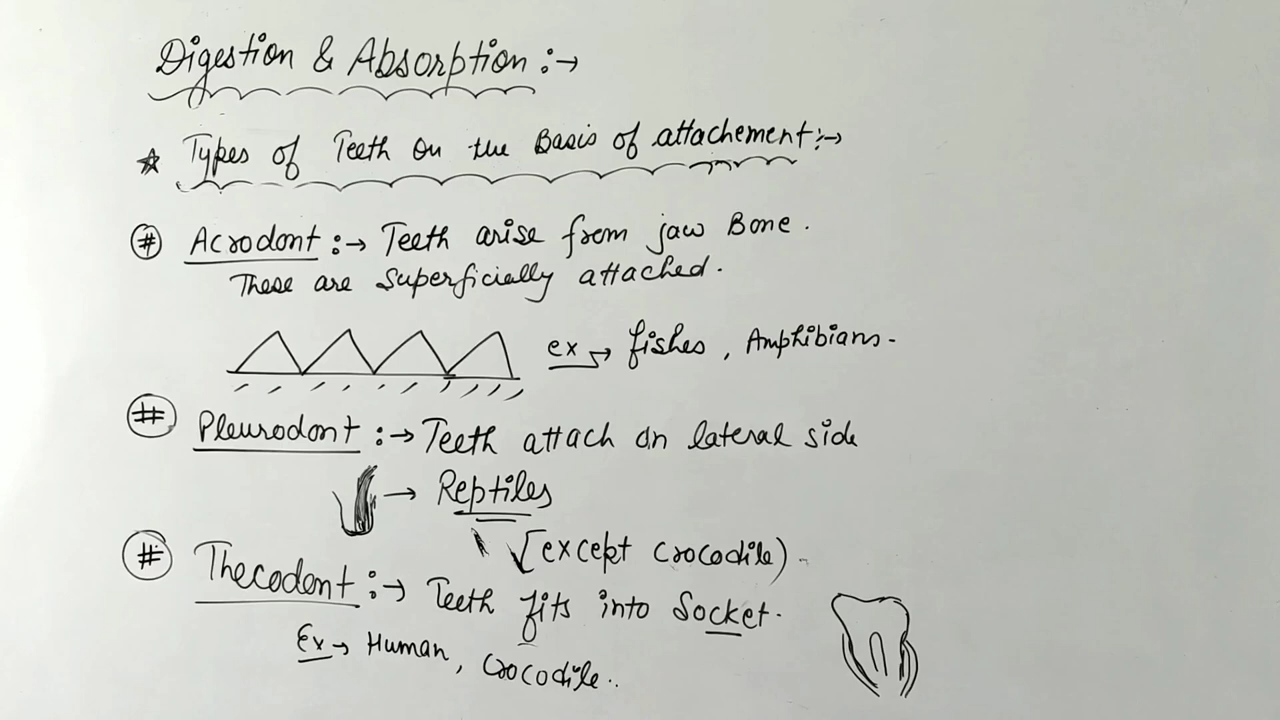 Digestion & Absorption :→
☆ Types of Teeth on the Basis of attachement :→
# Acrodont :→ Teeth arise from jaw Bone.
These are Superficially attached.
ex → fishes, Amphibians.
# Pleurodont :→ Teeth attach on lateral side
→ Reptiles
(except Crocodile).
# Thecodont :→ Teeth fits into Socket.
Ex → Human, Crocodile..